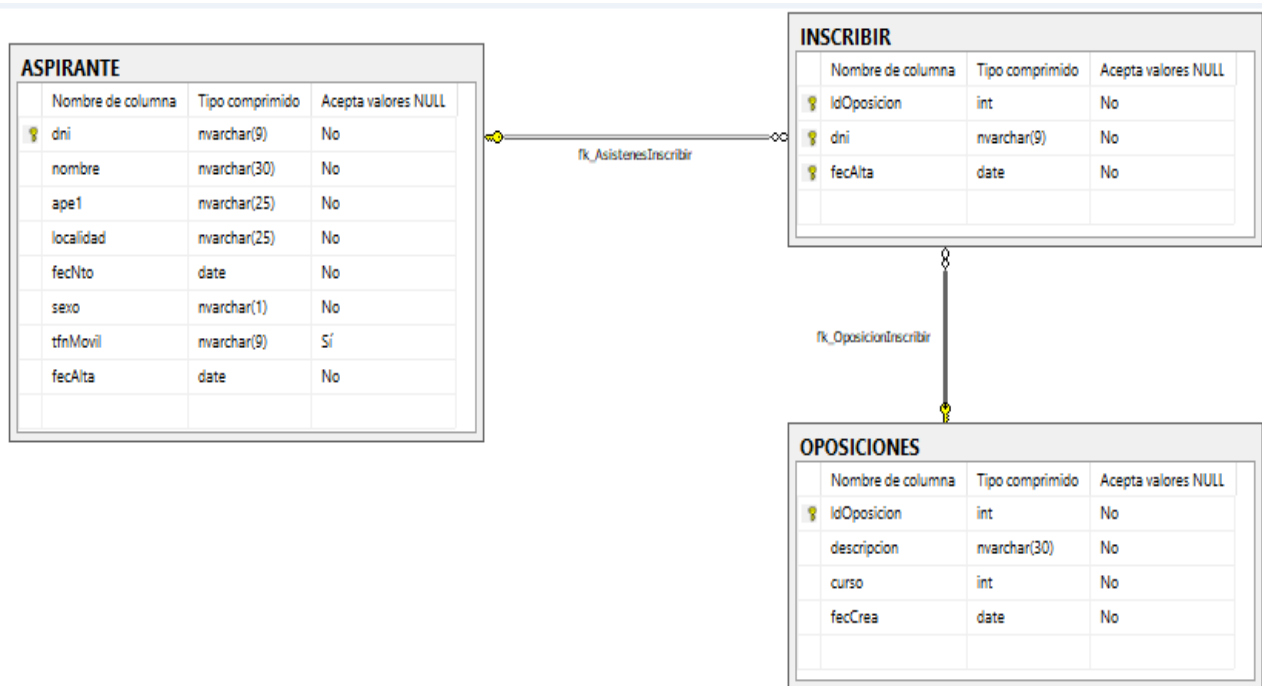 ASPIRANTE
Nombre de columna Tipo comprimido Acepta valores NULL
dni nvarchar(9) No
nombre nvarchar(30) No
ape1 nvarchar(25) No
localidad nvarchar(25) No
fecNto date No
sexo nvarchar(1) No
tfnMovil nvarchar(9) Sí
fecAlta date No
fk_AsistenesInscribir
INSCRIBIR
Nombre de columna Tipo comprimido Acepta valores NULL
IdOposicion int No
dni nvarchar(9) No
fecAlta date No
fk_OposicionInscribir
OPOSICIONES
Nombre de columna Tipo comprimido Acepta valores NULL
IdOposicion int No
descripcion nvarchar(30) No
curso int No
fecCrea date No